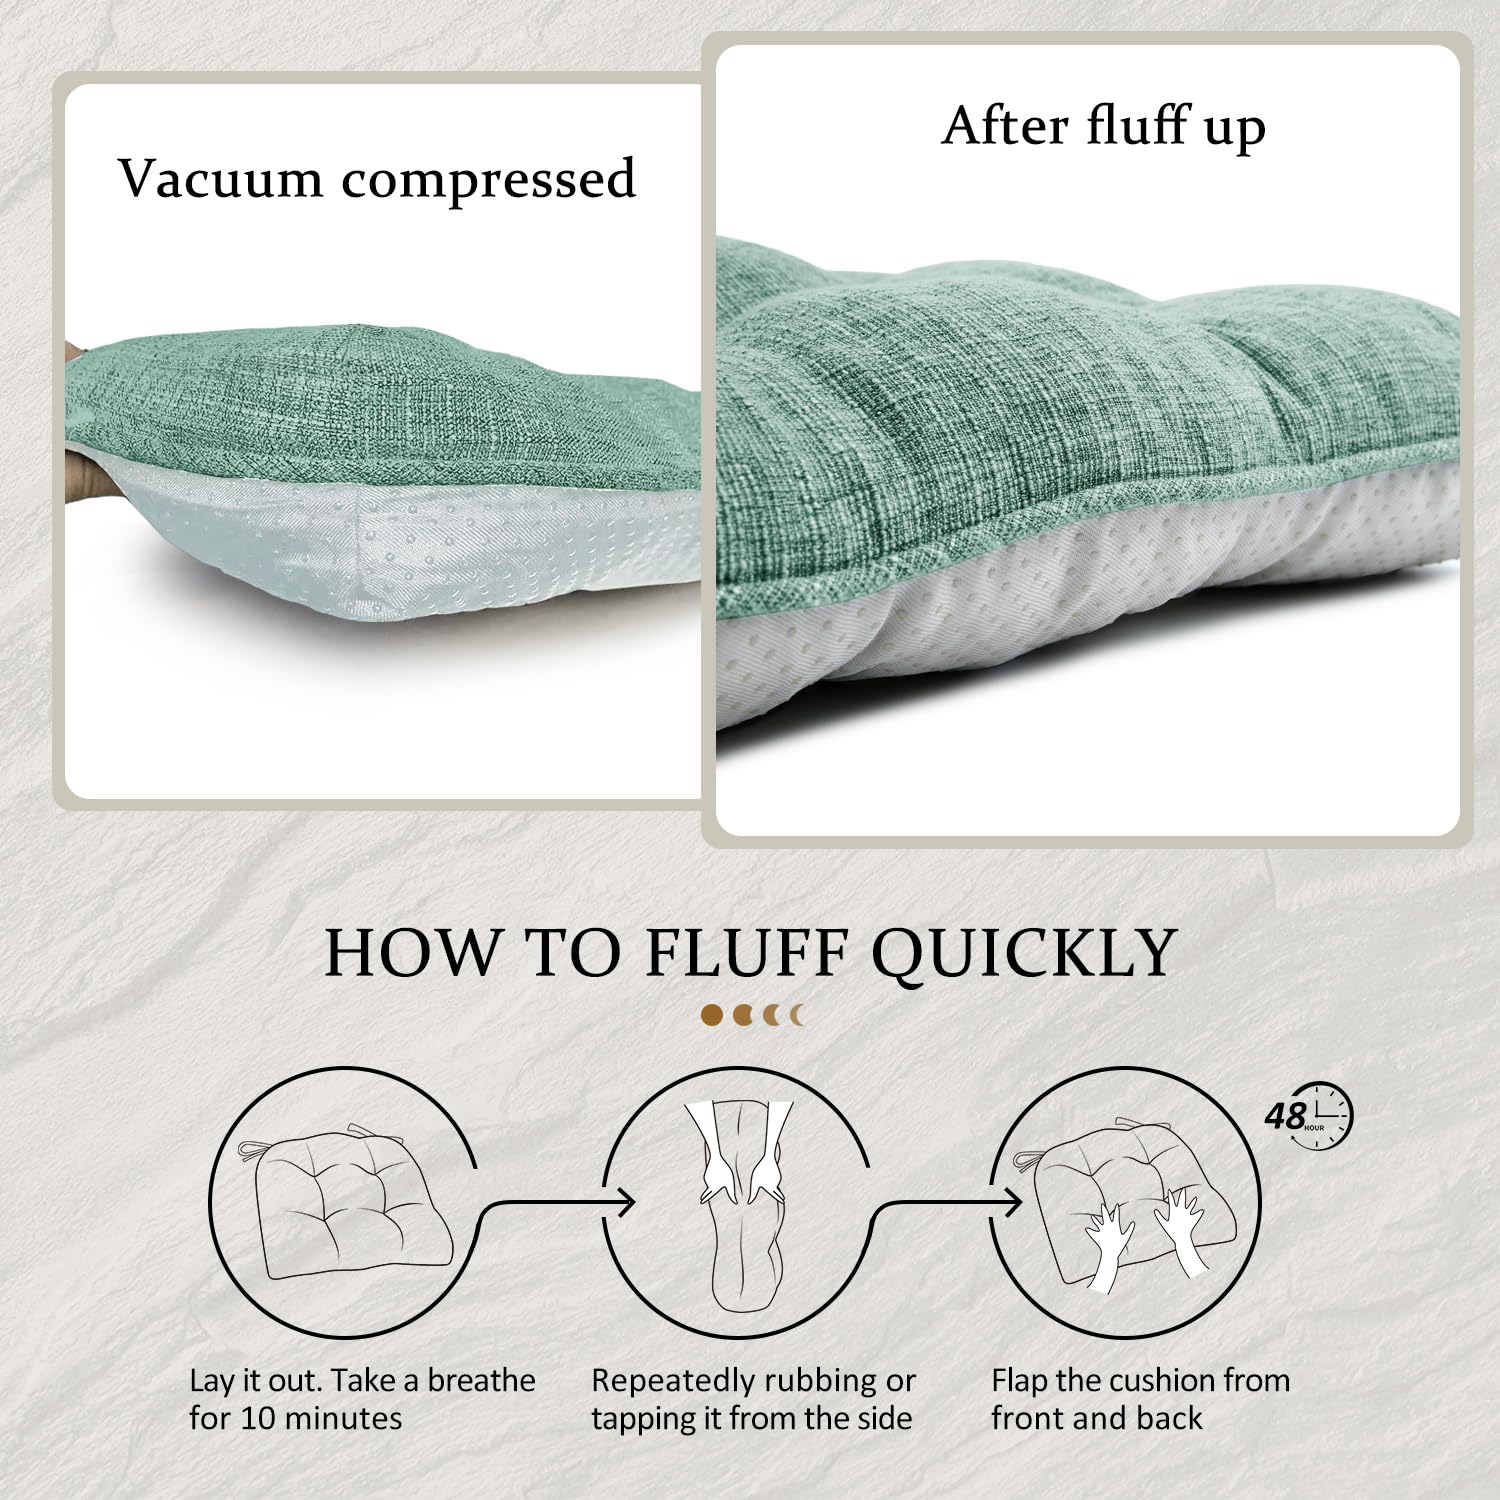 Vacuum compressed
After fluff up
HOW TO FLUFF QUICKLY
48 HOUR
Lay it out. Take a breathe
for 10 minutes
Repeatedly rubbing or
tapping it from the side
Flap the cushion from
front and back